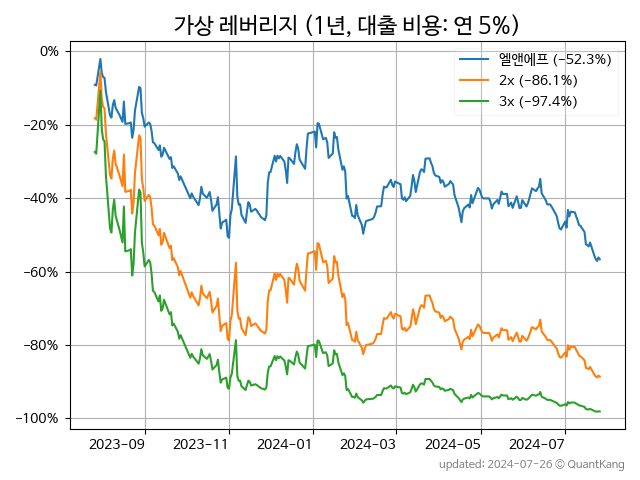 가상 레버리지 (1년, 대출 비용: 연 5%)
엘앤에프 (−52.3%)
2x (−86.1%)
3x (−97.4%)
0%
−20%
−40%
−60%
−80%
−100%
2023-09 2023-11 2024-01 2024-03 2024-05 2024-07
updated: 2024-07-26 © QuantKang